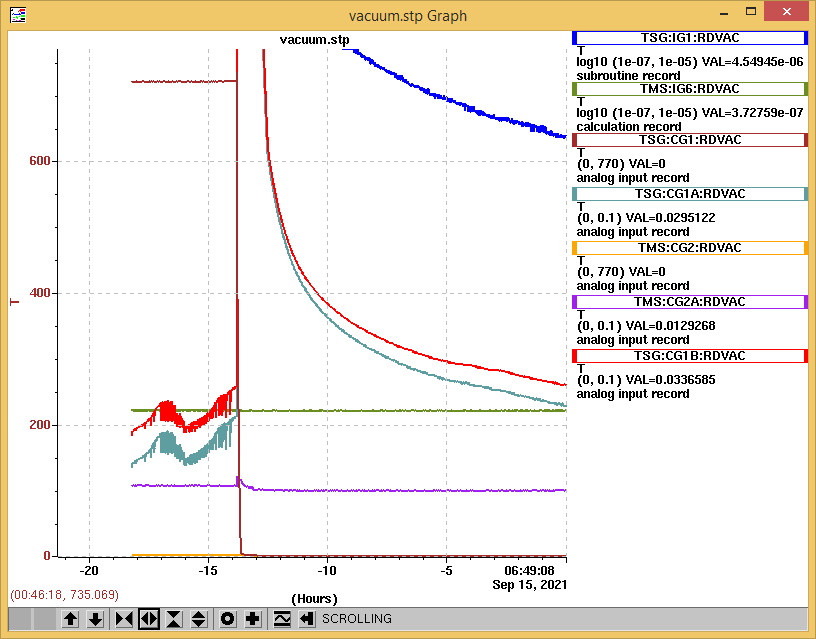 vacuum.stp Graph
vacuum.stp
600
400
200
0
T
-20
-15
-10
-5
06:49:08
Sep 15, 2021
(Hours)
(00:46:18, 735.069)
TSG:IG1:RDVAC
T
log10 (1e-07, 1e-05) VAL=4.54945e-06
subroutine record
TMS:IG6:RDVAC
T
log10 (1e-07, 1e-05) VAL=3.72759e-07
calculation record
TSG:CG1:RDVAC
T
(0, 770) VAL=0
analog input record
TSG:CG1A:RDVAC
T
(0, 0.1) VAL=0.0295122
analog input record
TMS:CG2:RDVAC
T
(0, 770) VAL=0
analog input record
TMS:CG2A:RDVAC
T
(0, 0.1) VAL=0.0129268
analog input record
TSG:CG1B:RDVAC
T
(0, 0.1) VAL=0.0336585
analog input record
SCROLLING